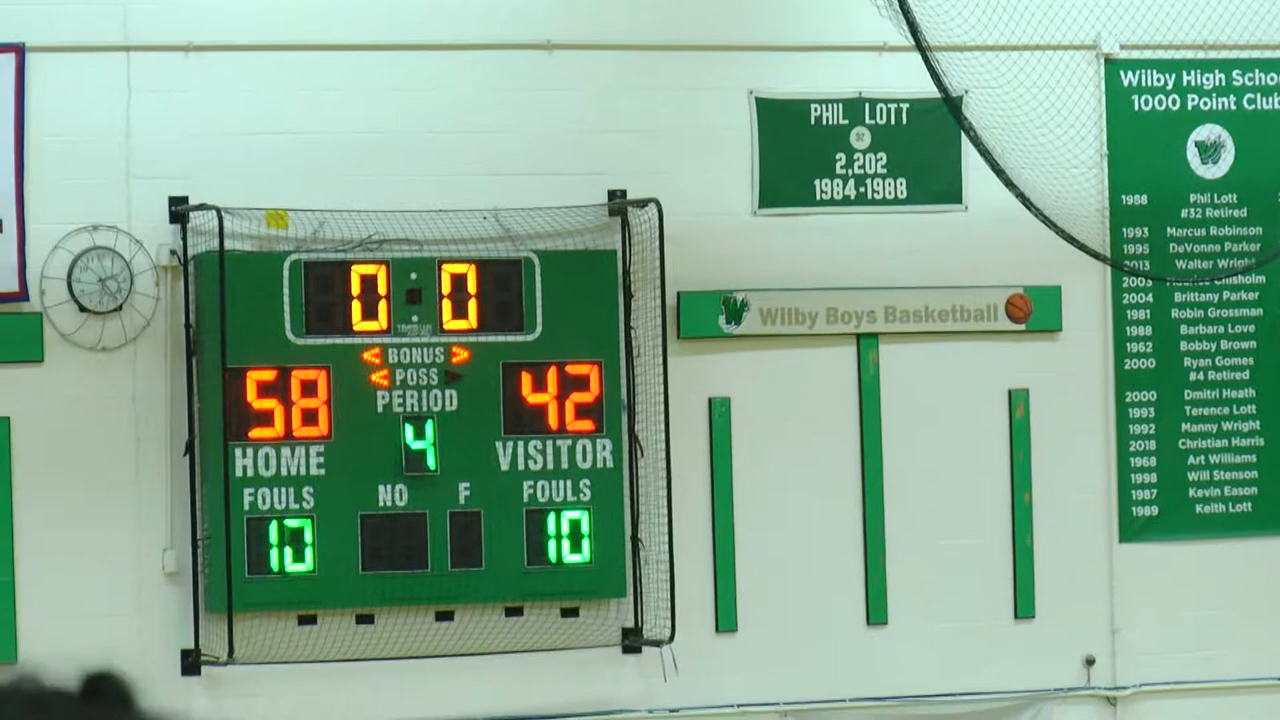 PHIL LOTT
32
2,202
1984-1988
0 0
BONUS
POSS
PERIOD
58
42
4
HOME
VISITOR
FOULS
NO
F
FOULS
10
10
Wilby Boys Basketball
Wilby High Schoo
1000 Point Club
1988 Phil Lott
#32 Retired
1993 Marcus Robinson
1995 DeVonne Parker
2013 Walter Wright
2003 Maurice Chisholm
2004 Brittany Parker
1981 Robin Grossman
1988 Barbara Love
1962 Bobby Brown
2000 Ryan Gomes
#4 Retired
2000 Dmitri Heath
1993 Terence Lott
1992 Manny Wright
2018 Christian Harris
1968 Art Williams
1998 Will Stenson
1987 Kevin Eason
1989 Keith Lott